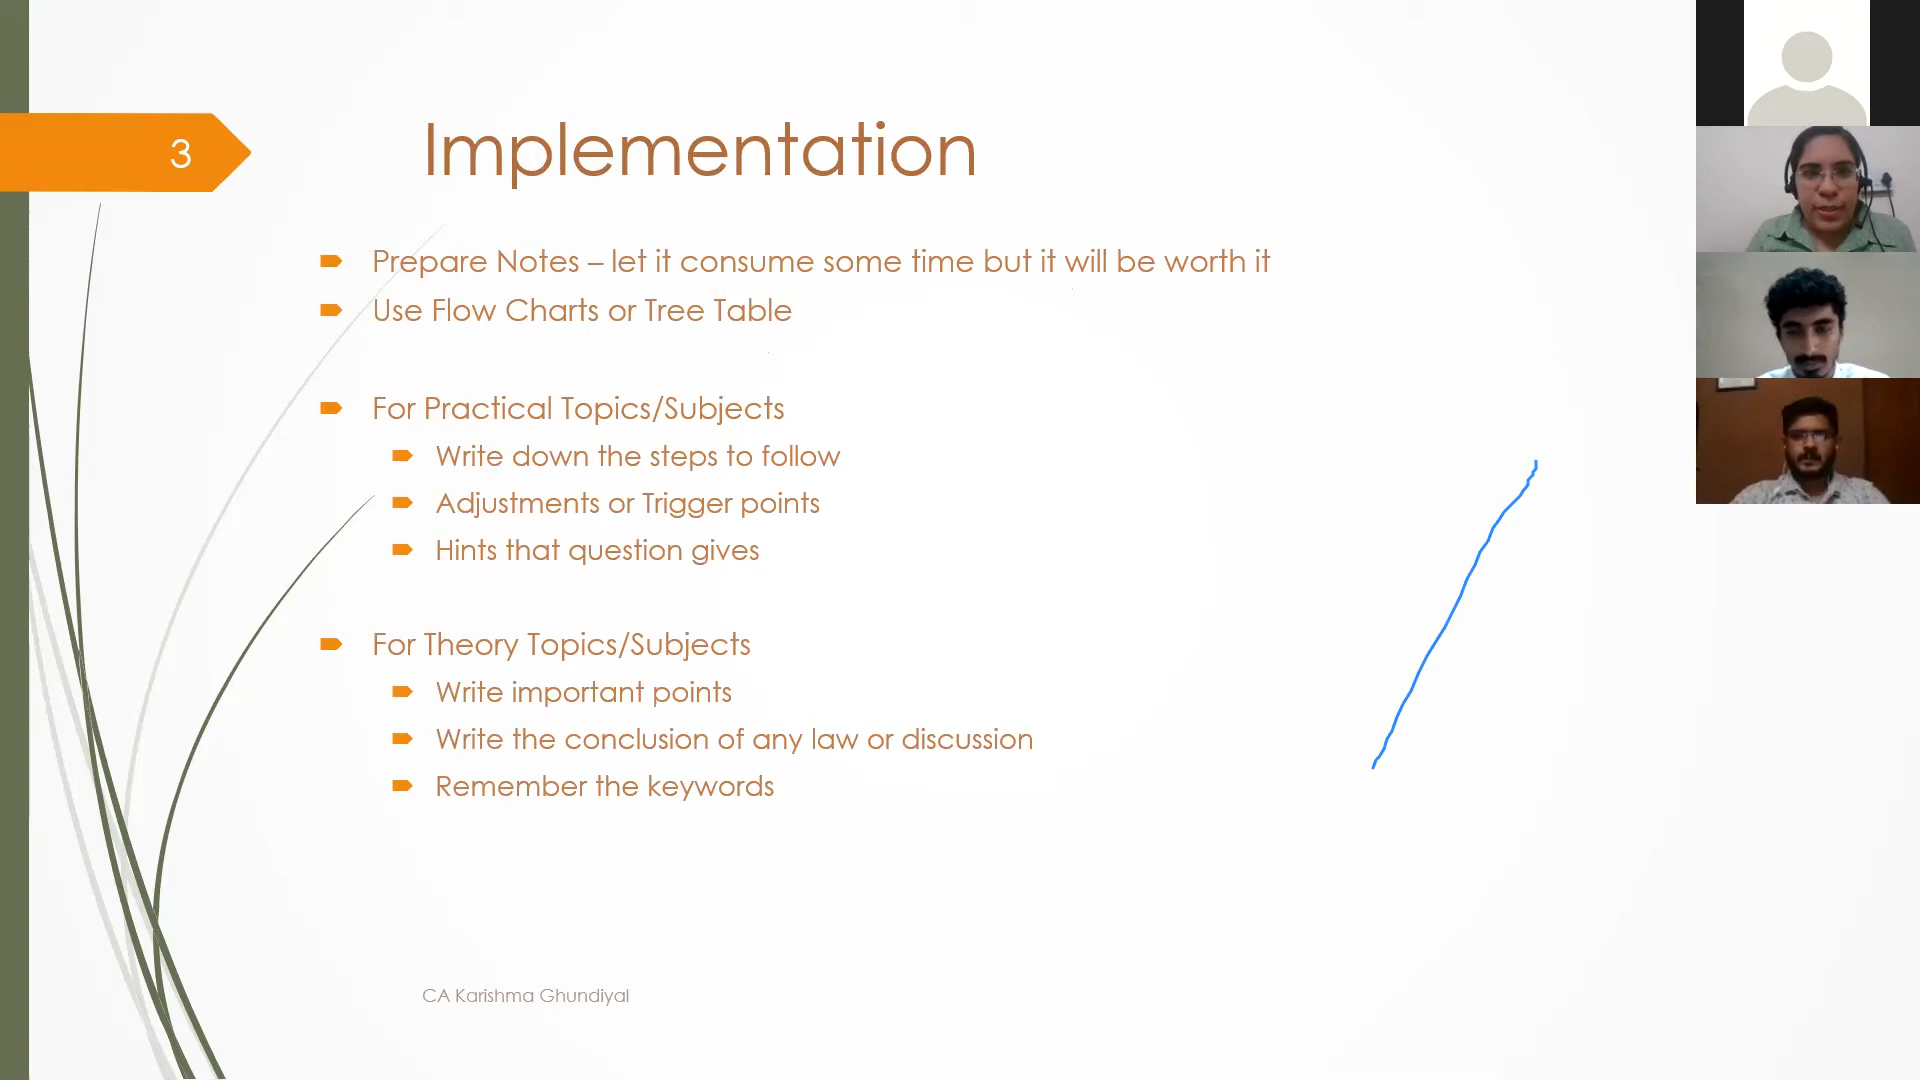 3
Implementation
Prepare Notes – let it consume some time but it will be worth it
Use Flow Charts or Tree Table
For Practical Topics/Subjects
Write down the steps to follow
Adjustments or Trigger points
Hints that question gives
For Theory Topics/Subjects
Write important points
Write the conclusion of any law or discussion
Remember the keywords
CA Karishma Ghundiyal